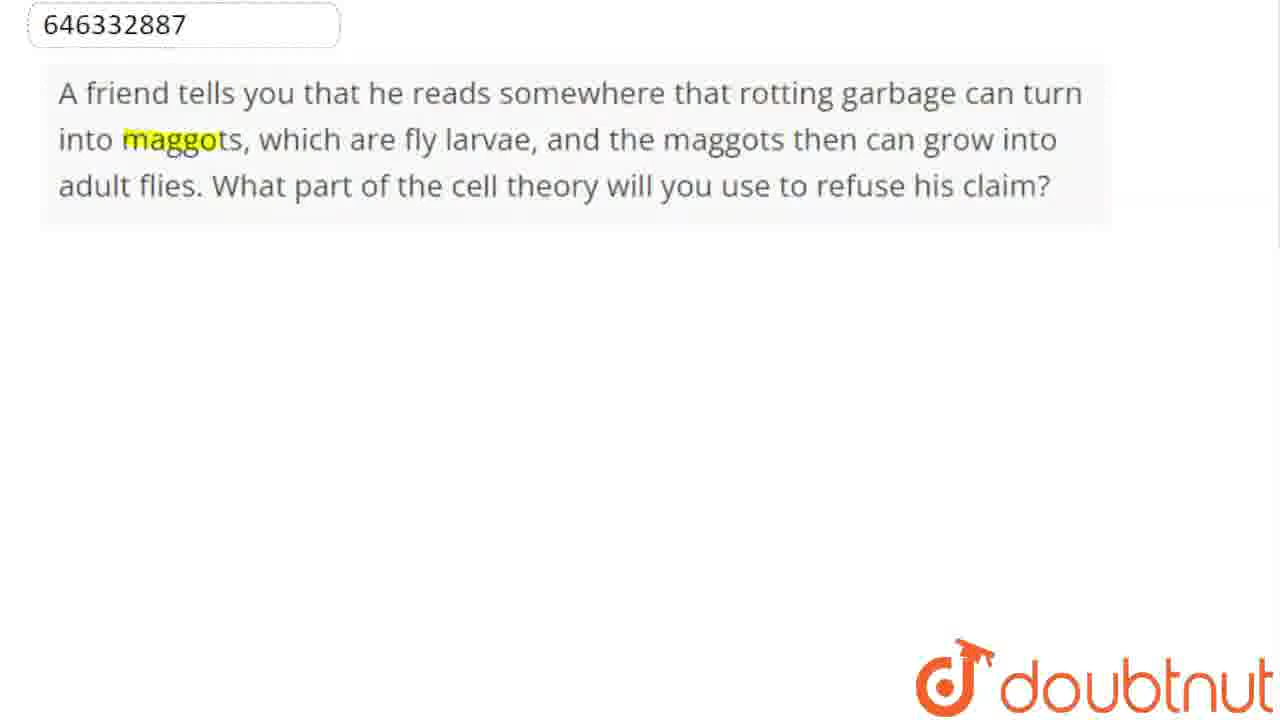 646332887
A friend tells you that he reads somewhere that rotting garbage can turn
into maggots, which are fly larvae, and the maggots then can grow into
adult flies. What part of the cell theory will you use to refuse his claim?
doubtnut